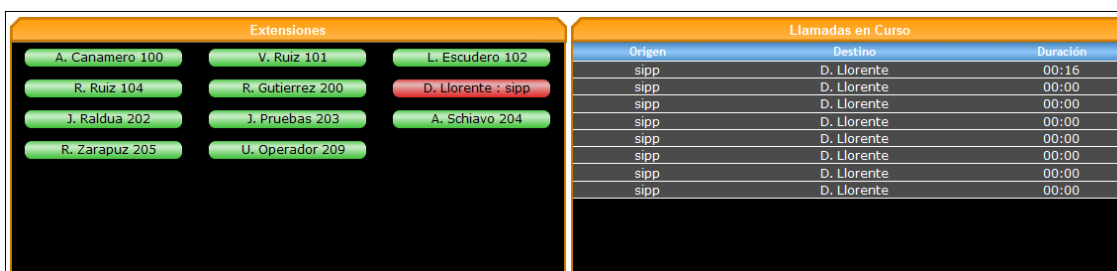 Extensiones
A. Canamero 100 V. Ruiz 101 L. Escudero 102
R. Ruiz 104 R. Gutierrez 200 D. Llorente : sipp
J. Raldua 202 J. Pruebas 203 A. Schiavo 204
R. Zarapuz 205 U. Operador 209
Llamadas en Curso
Origen Destino Duración
sipp D. Llorente 00:16
sipp D. Llorente 00:00
sipp D. Llorente 00:00
sipp D. Llorente 00:00
sipp D. Llorente 00:00
sipp D. Llorente 00:00
sipp D. Llorente 00:00
sipp D. Llorente 00:00